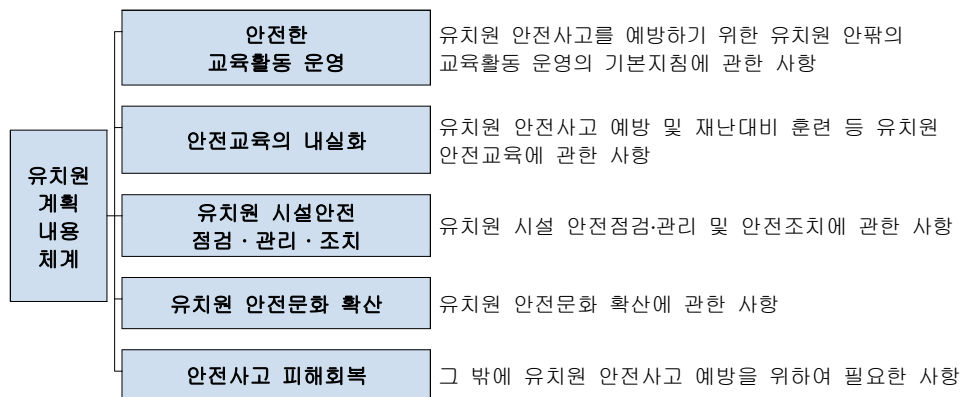 유치원
계획
내용
체계
안전한
교육활동 운영
유치원 안전사고를 예방하기 위한 유치원 안팎의
교육활동 운영의 기본지침에 관한 사항
안전교육의 내실화
유치원 안전사고 예방 및 재난대비 훈련 등 유치원
안전교육에 관한 사항
유치원 시설안전
점검·관리·조치
유치원 시설 안전점검·관리 및 안전조치에 관한 사항
유치원 안전문화 확산
유치원 안전문화 확산에 관한 사항
안전사고 피해회복
그 밖에 유치원 안전사고 예방을 위하여 필요한 사항